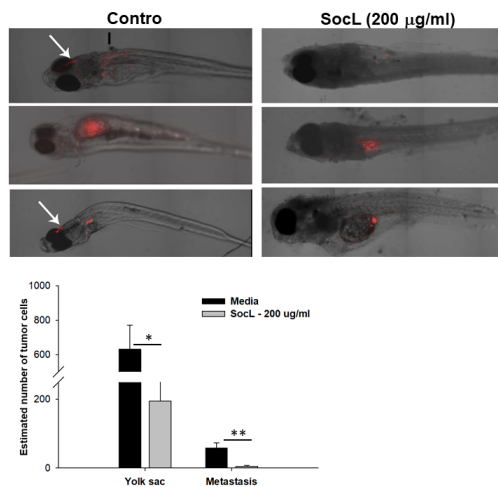 Contro
l
SocL (200 µg/ml)
Estimated number of tumor cells
1000
800
600
200
0
Media
SocL - 200 ug/ml
*
**
Yolk sac
Metastasis